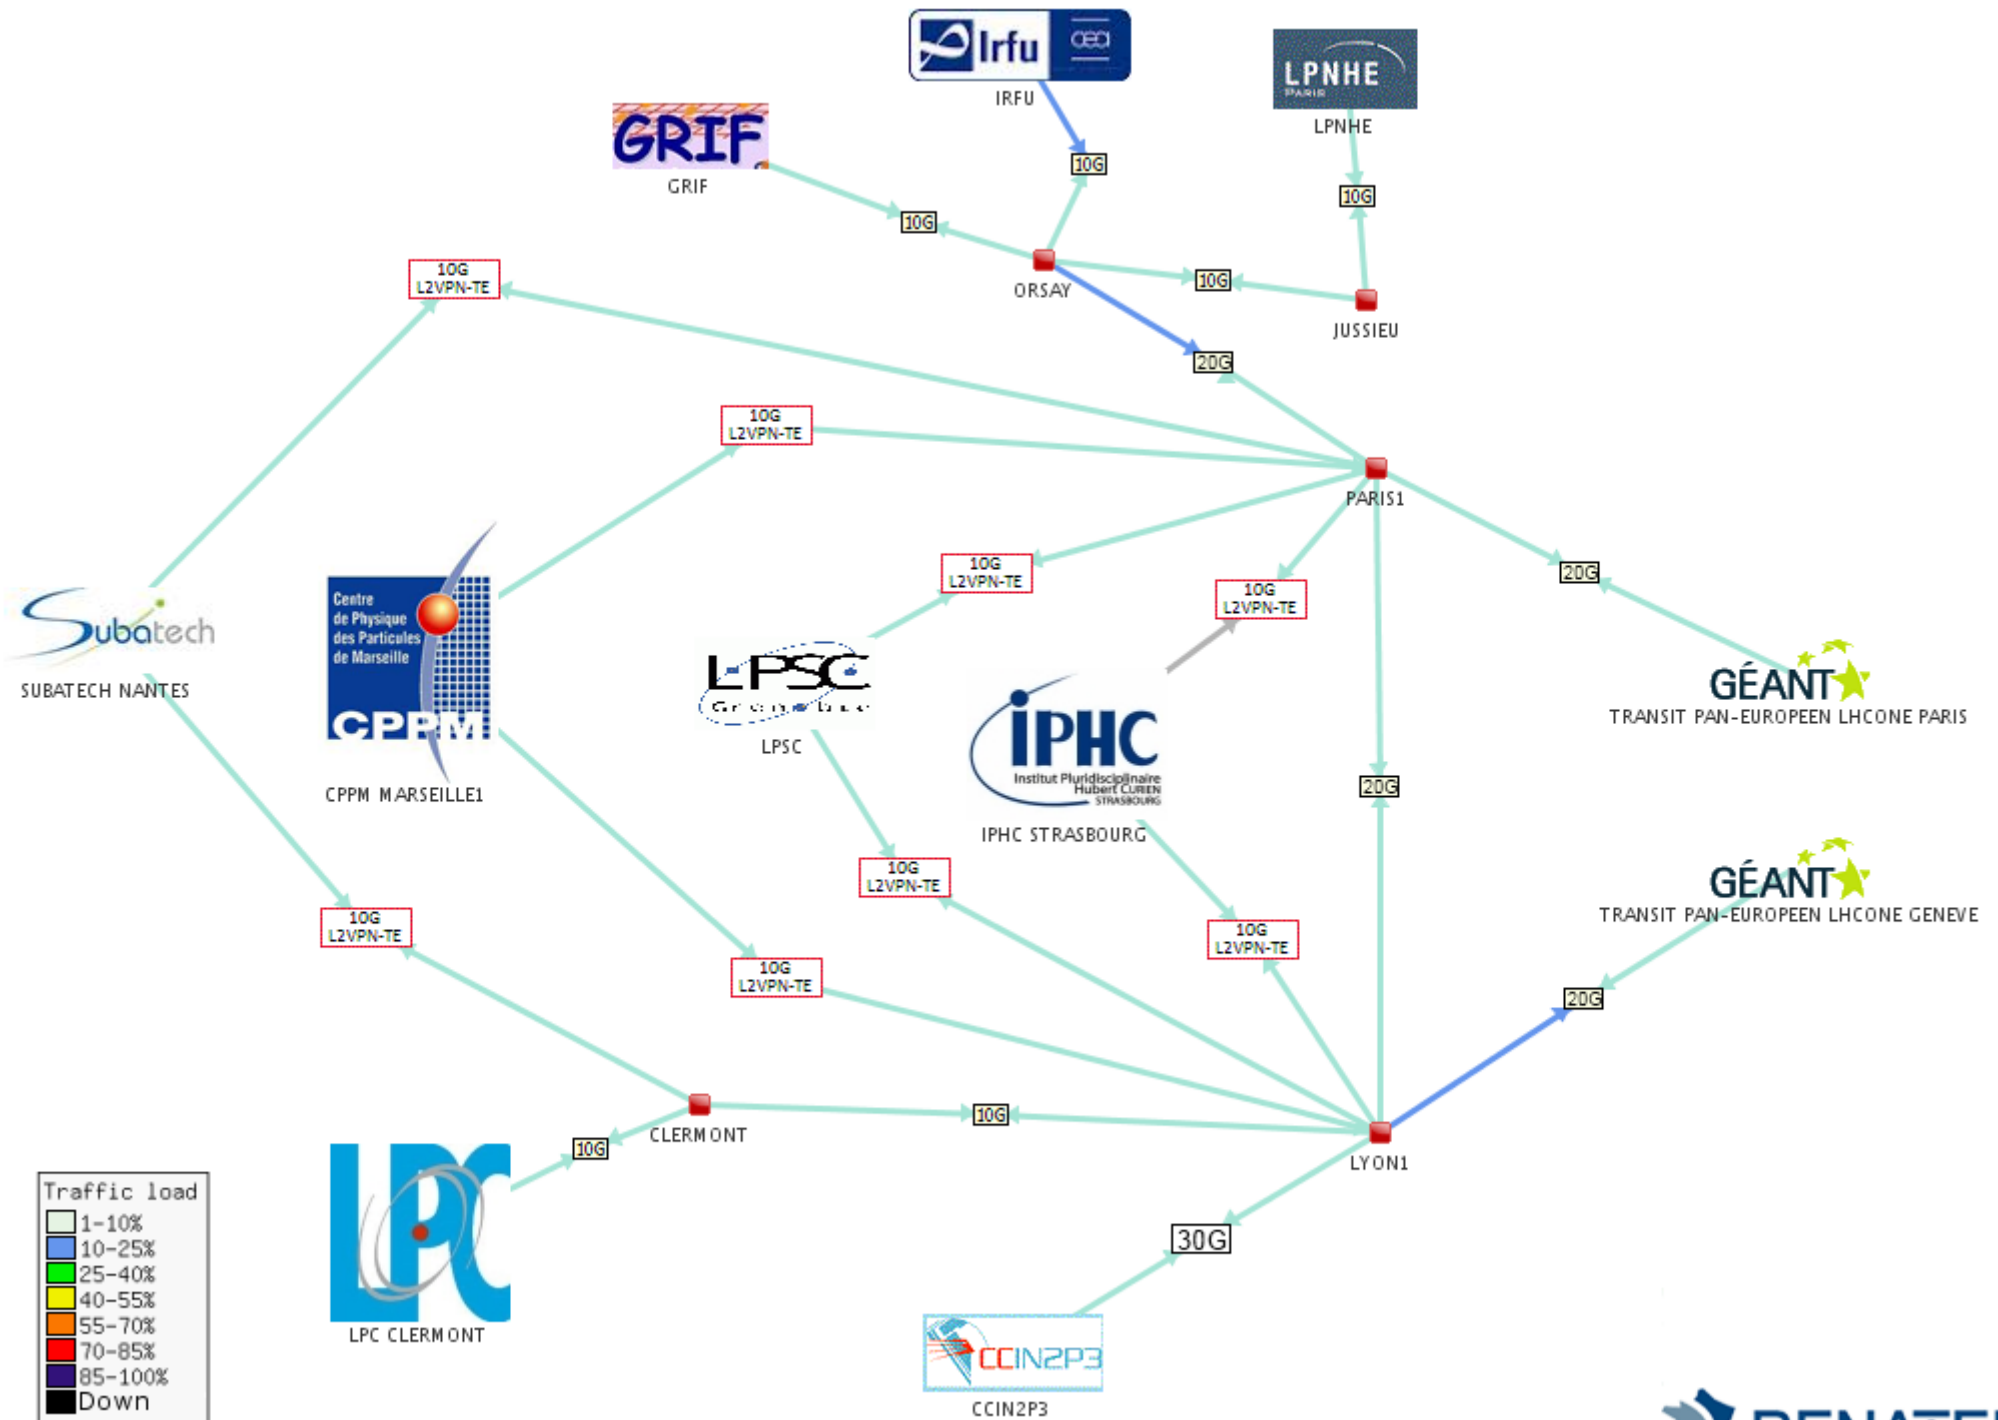 Irfu cea
IRFU
LPNHE
PARIS
LPNHE
GRIF
GRIF
10G
10G
10G
10G
ORSAY
10G
L2VPN-TE
JUSSIEU
20G
10G
L2VPN-TE
PARIS1
10G
L2VPN-TE
20G
10G
L2VPN-TE
Subatech
SUBATECH NANTES
Centre
de Physique
des Particules
de Marseille
CPPM
CPPM MARSEILLE1
LPSC
Grenoble
LPSC
IPHC
Institut Pluridisciplinaire
Hubert CURIEN
STRASBOURG
IPHC STRASBOURG
GÉANT
TRANSIT PAN-EUROPEEN LHCONE PARIS
20G
GÉANT
TRANSIT PAN-EUROPEEN LHCONE GENEVE
10G
L2VPN-TE
10G
L2VPN-TE
10G
L2VPN-TE
10G
L2VPN-TE
20G
CLERMONT
10G
10G
LYON1
LPC
LPC CLERMONT
30G
CCIN2P3
CCIN2P3
Traffic load
1-10%
10-25%
25-40%
40-55%
55-70%
70-85%
85-100%
Down